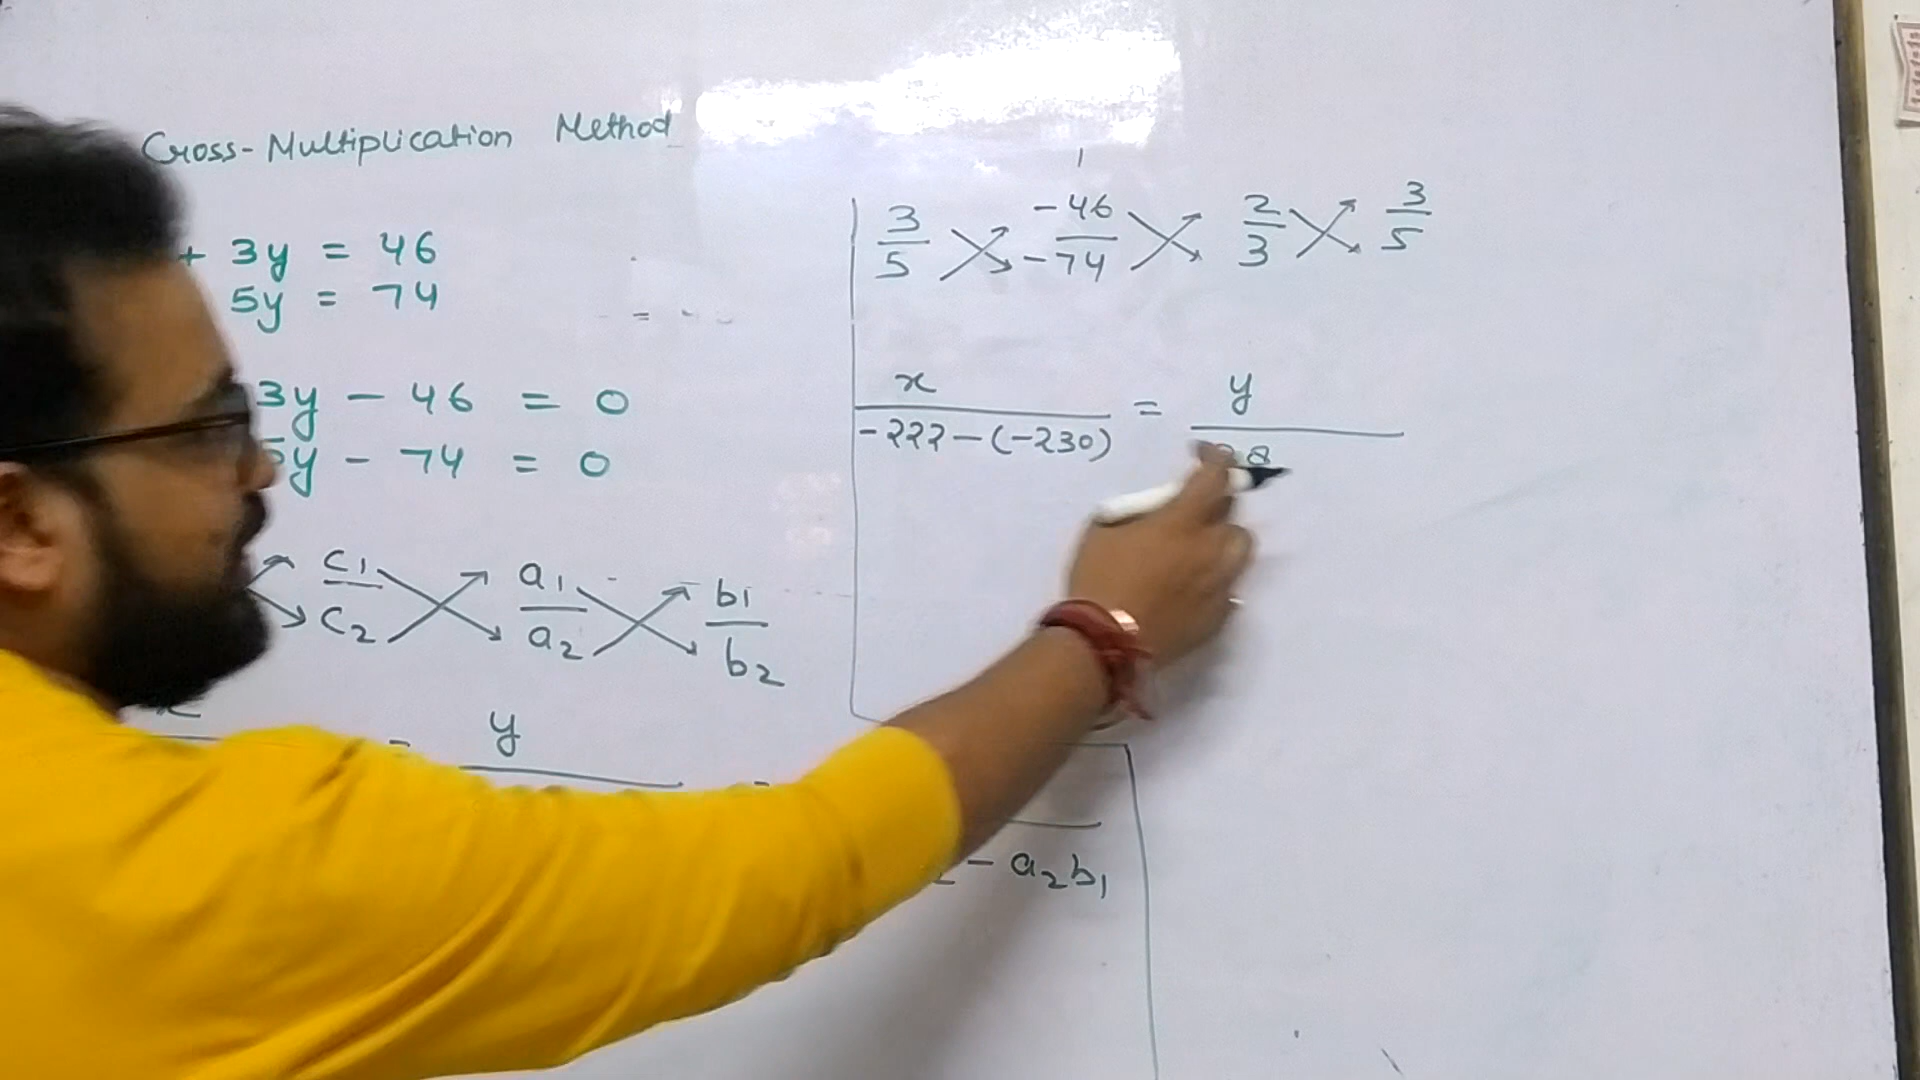 Cross-Multiplication Method
+ 3y = 46
5y = 74
3y - 46 = 0
5y - 74 = 0
c1 a1 b1
c2 a2 b2
x = y -
- a2b1
3 -46 2 3
5 -74 3 5
x = y
-222-(-230)